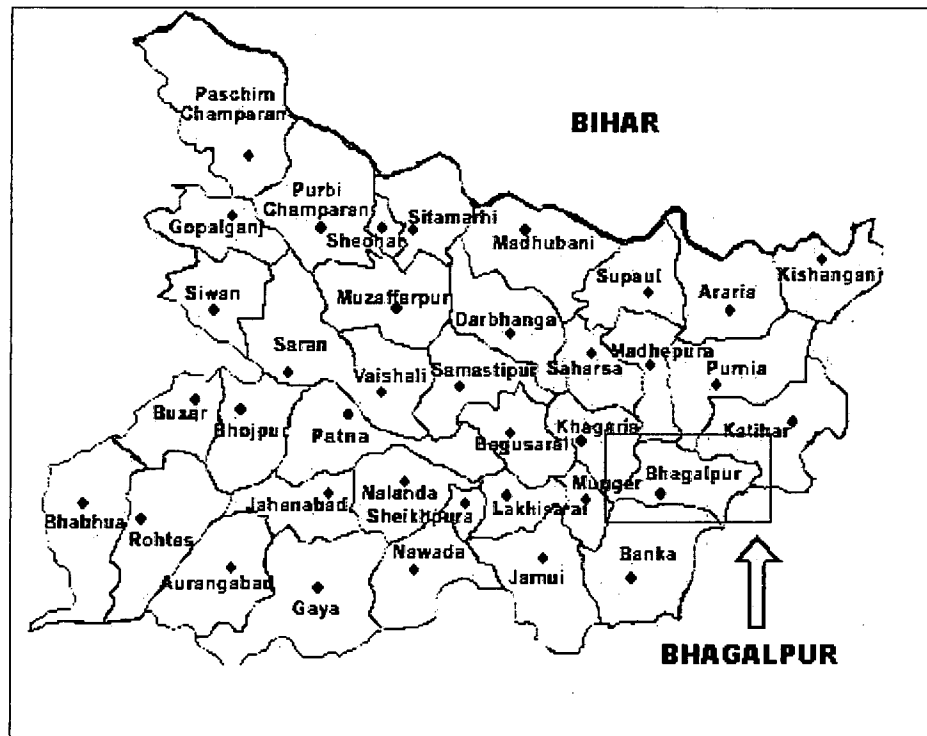 BIHAR
Paschim
Champaran
Purbi
Champaran
Gopalganj
Sheohar
Sitamarhi
Madhubani
Supaul
Kishanganj
Siwan
Muzaffarpur
Araria
Darbhanga
Saran
Madhepura
Vaishali
Samastipur
Saharsa
Purnia
Buxar
Bhojpur
Patna
Begusarai
Khagaria
Katihar
Bhagalpur
Munger
Bhabhua
Jahanabad
Nalanda
Sheikhpura
Lakhisarai
Rohtas
Nawada
Banka
Aurangabad
Gaya
Jamui
BHAGALPUR